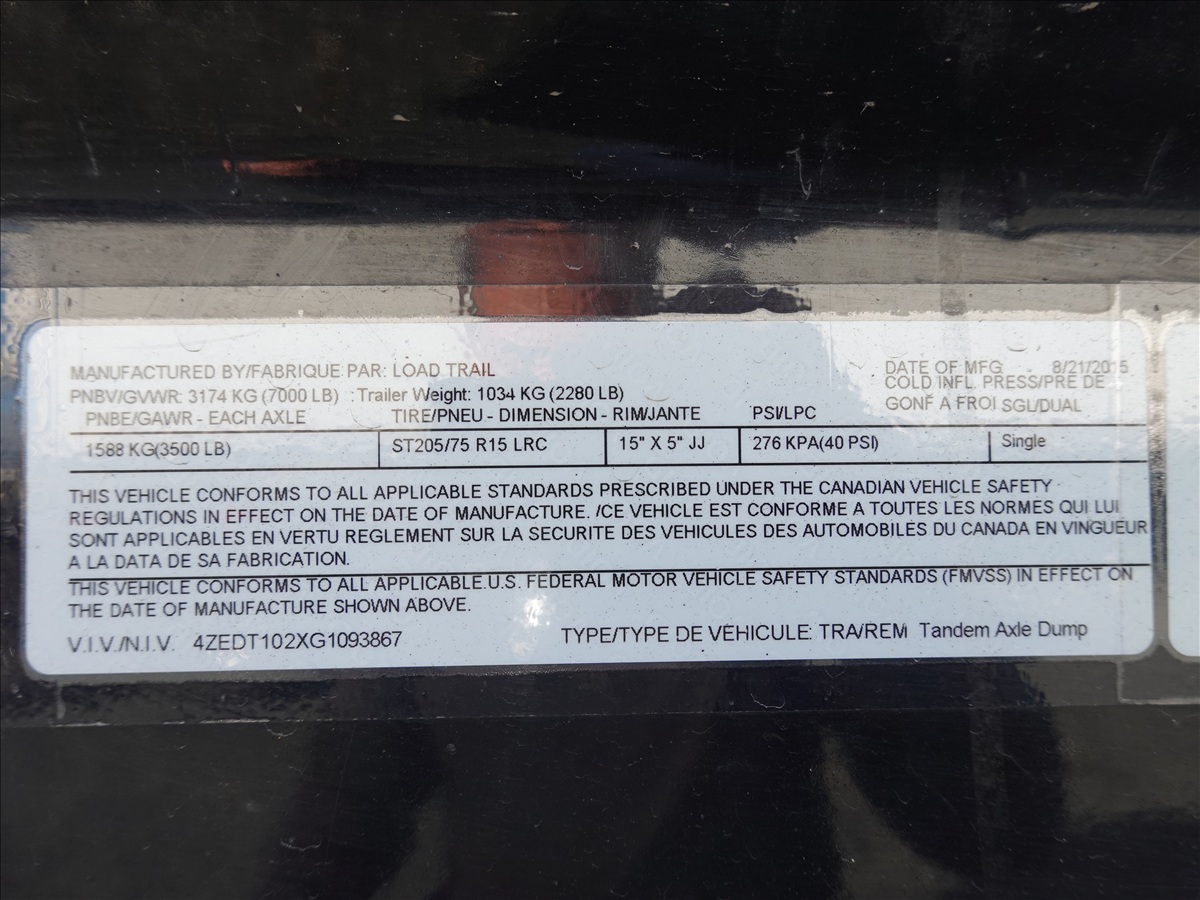 MANUFACTURED BY/FABRIQUE PAR: LOAD TRAIL DATE OF MFG 8/21/2015
PNBV/GVWR: 3174 KG (7000 LB) : Trailer Weight: 1034 KG (2280 LB) COLD INFL. PRESS/PRE DE
PNBE/GAWR - EACH AXLE TIRE/PNEU - DIMENSION - RIM/JANTE PSI/LPC GONF A FROI SGL/DUAL
1588 KG(3500 LB) ST205/75 R15 LRC 15" X 5" JJ 276 KPA(40 PSI) Single
THIS VEHICLE CONFORMS TO ALL APPLICABLE STANDARDS PRESCRIBED UNDER THE CANADIAN VEHICLE SAFETY
REGULATIONS IN EFFECT ON THE DATE OF MANUFACTURE. /CE VEHICLE EST CONFORME A TOUTES LES NORMES QUI LUI
SONT APPLICABLES EN VERTU REGLEMENT SUR LA SECURITE DES VEHICULES DES AUTOMOBILES DU CANADA EN VINGUEUR
A LA DATA DE SA FABRICATION.
THIS VEHICLE CONFORMS TO ALL APPLICABLE.U.S. FEDERAL MOTOR VEHICLE SAFETY STANDARDS (FMVSS) IN EFFECT ON
THE DATE OF MANUFACTURE SHOWN ABOVE.
V.I.V./N.I.V. 4ZEDT102XG1093867 TYPE/TYPE DE VEHICULE: TRA/REM Tandem Axle Dump